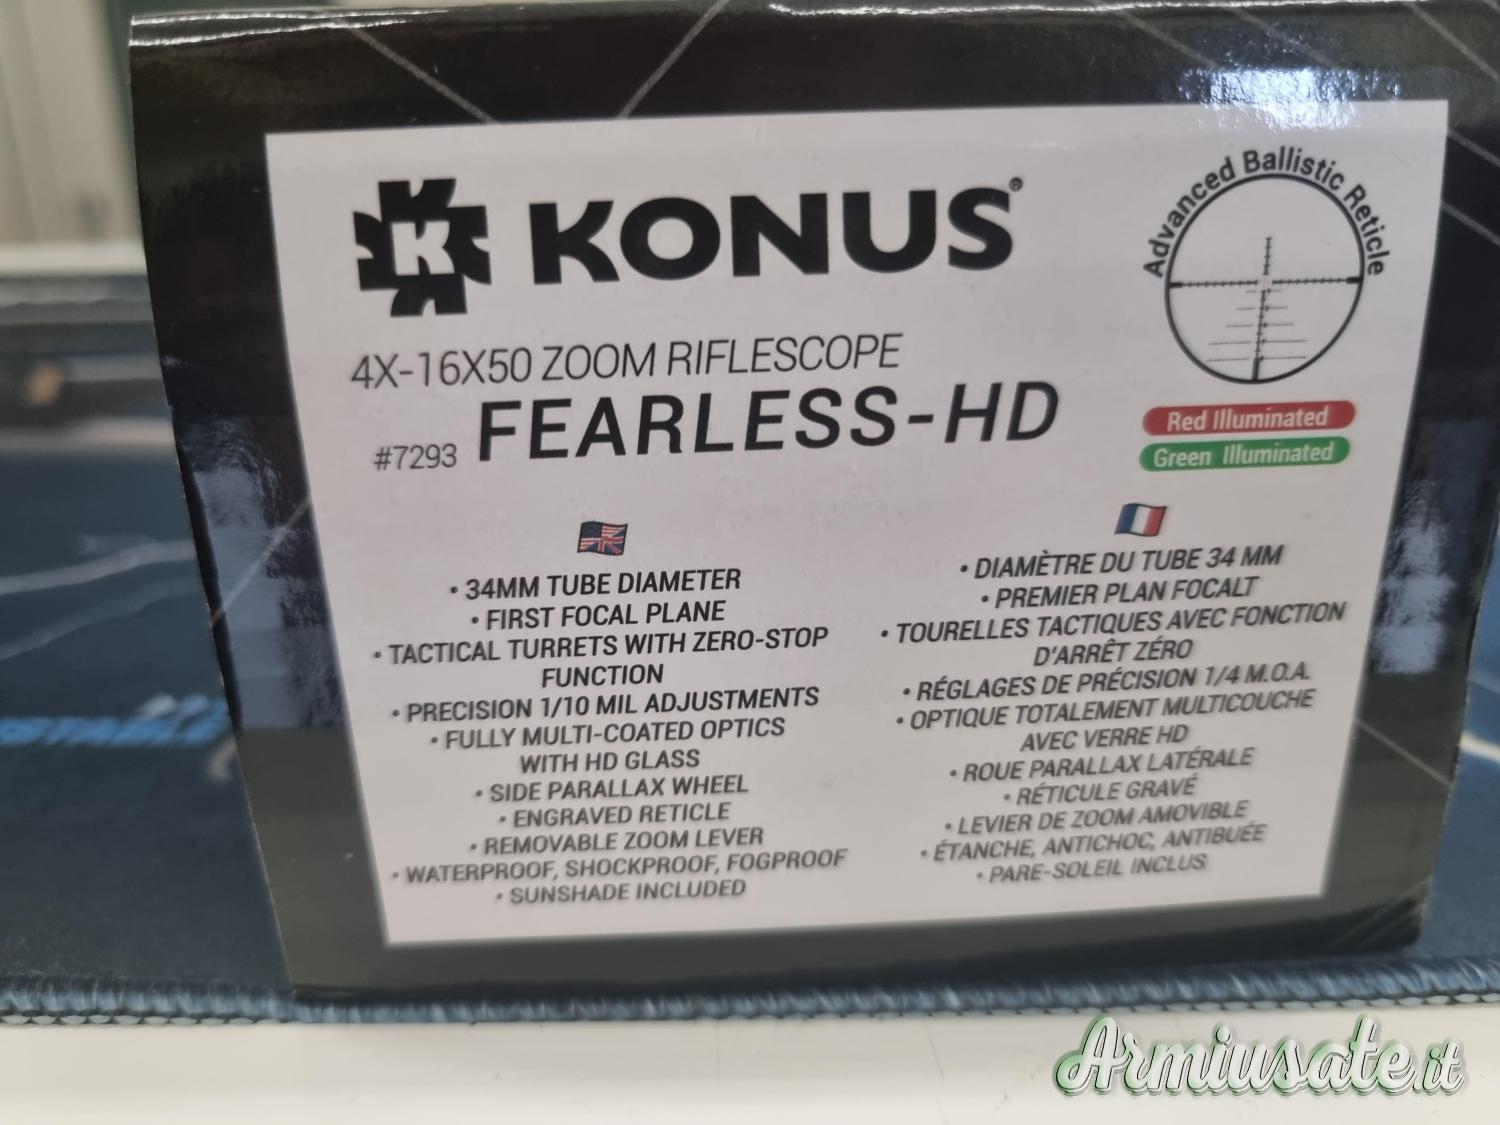 K
KONUS®
Advanced Ballistic Reticle
4X-16X50 ZOOM RIFLESCOPE
#7293 FEARLESS-HD
Red Illuminated
Green Illuminated
• 34MM TUBE DIAMETER
• FIRST FOCAL PLANE
• TACTICAL TURRETS WITH ZERO-STOP
FUNCTION
• PRECISION 1/10 MIL ADJUSTMENTS
• FULLY MULTI-COATED OPTICS
WITH HD GLASS
• SIDE PARALLAX WHEEL
• ENGRAVED RETICLE
• REMOVABLE ZOOM LEVER
• WATERPROOF, SHOCKPROOF, FOGPROOF
• SUNSHADE INCLUDED
• DIAMÈTRE DU TUBE 34 MM
• PREMIER PLAN FOCALT
• TOURELLES TACTIQUES AVEC FONCTION
D'ARRÊT ZÉRO
• RÉGLAGES DE PRÉCISION 1/4 M.O.A.
• OPTIQUE TOTALEMENT MULTICOUCHE
AVEC VERRE HD
• ROUE PARALLAX LATÉRALE
• RÉTICULE GRAVÉ
• LEVIER DE ZOOM AMOVIBLE
• ÉTANCHE, ANTICHOC, ANTIBUÉE
• PARE-SOLEIL INCLUS
Armiusate.it